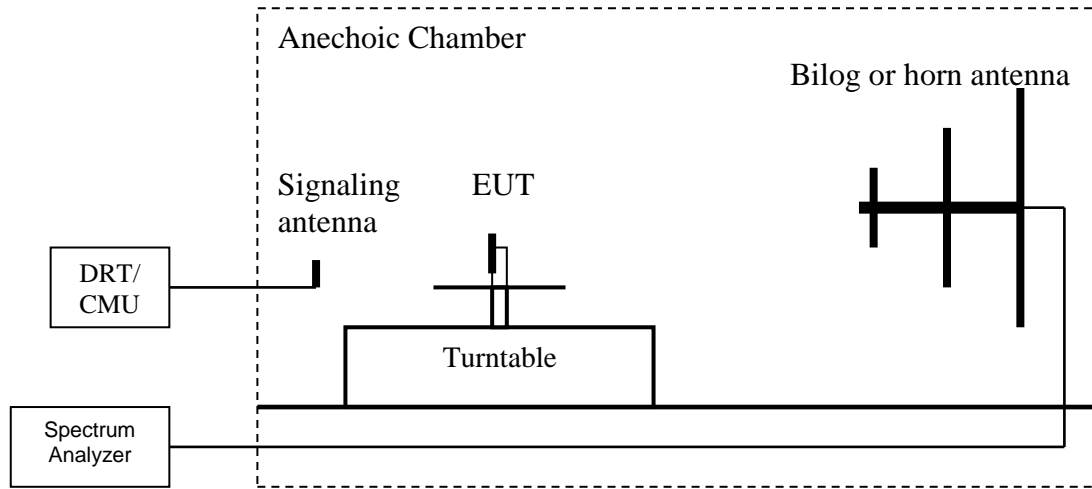 Anechoic Chamber
Bilog or horn antenna
Signaling
antenna
EUT
DRT/
CMU
Turntable
Spectrum
Analyzer